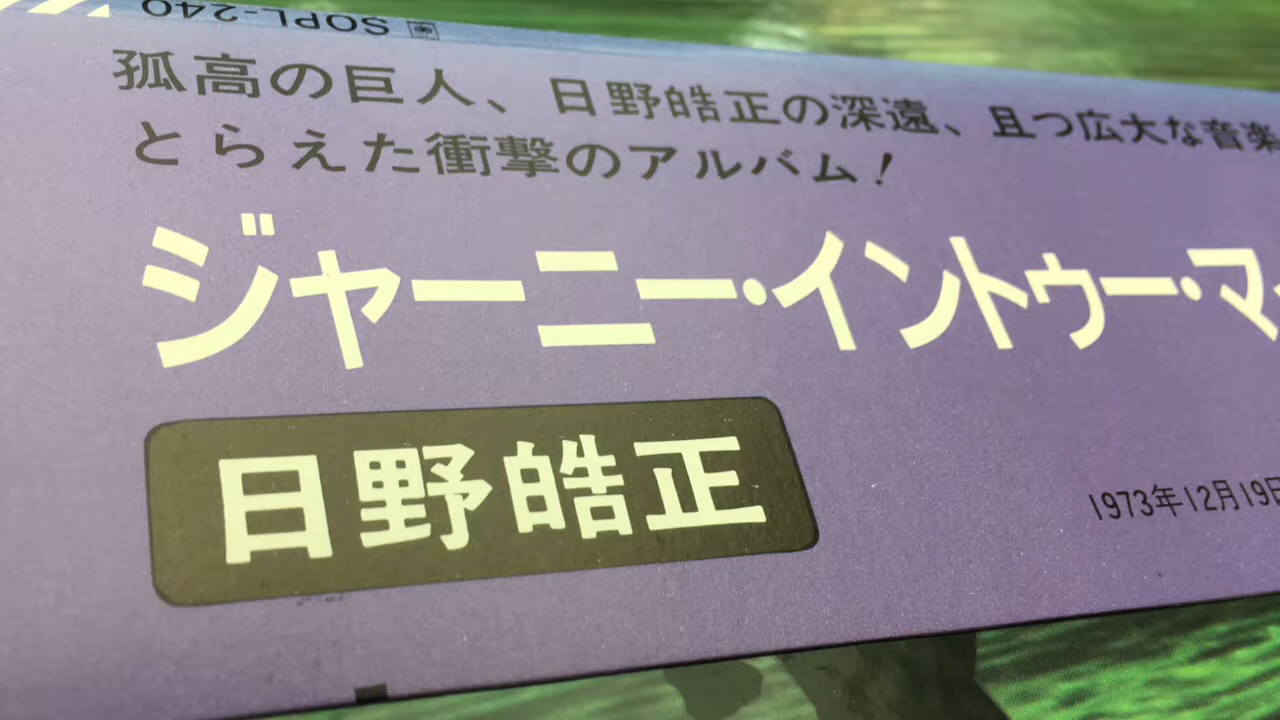 SOPL-240
孤高の巨人、日野皓正の深遠、且つ広大な音楽
とらえた衝撃のアルバム!
ジャーニー・イントゥー・マイ
日野皓正
1973年12月19日